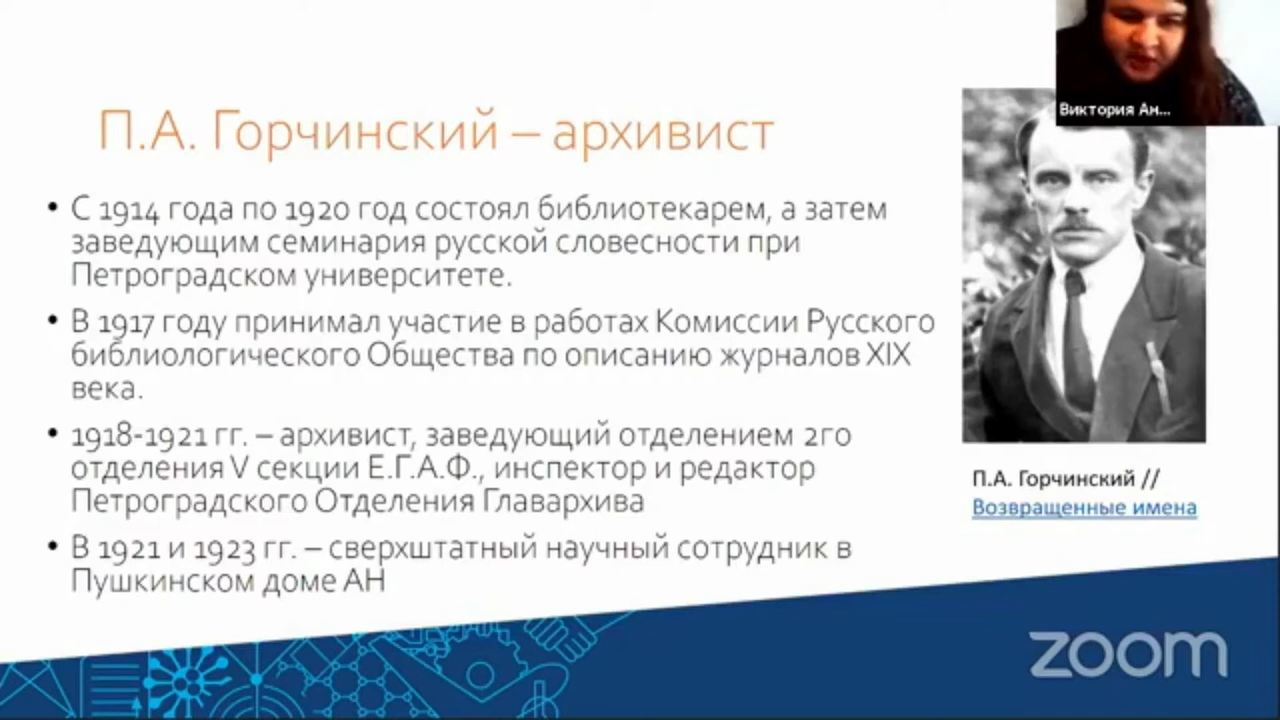 Виктория Ан...
П.А. Горчинский – архивист
• С 1914 года по 1920 год состоял библиотекарем, а затем
заведующим семинария русской словесности при
Петроградском университете.
• В 1917 году принимал участие в работах Комиссии Русского
библиологического Общества по описанию журналов XIX
века.
• 1918-1921 гг. – архивист, заведующий отделением 2го
отделения V секции Е.Г.А.Ф., инспектор и редактор
Петроградского Отделения Главархива
• В 1921 и 1923 гг. – сверхштатный научный сотрудник в
Пушкинском доме АН
П.А. Горчинский //
Возвращенные имена
zoom